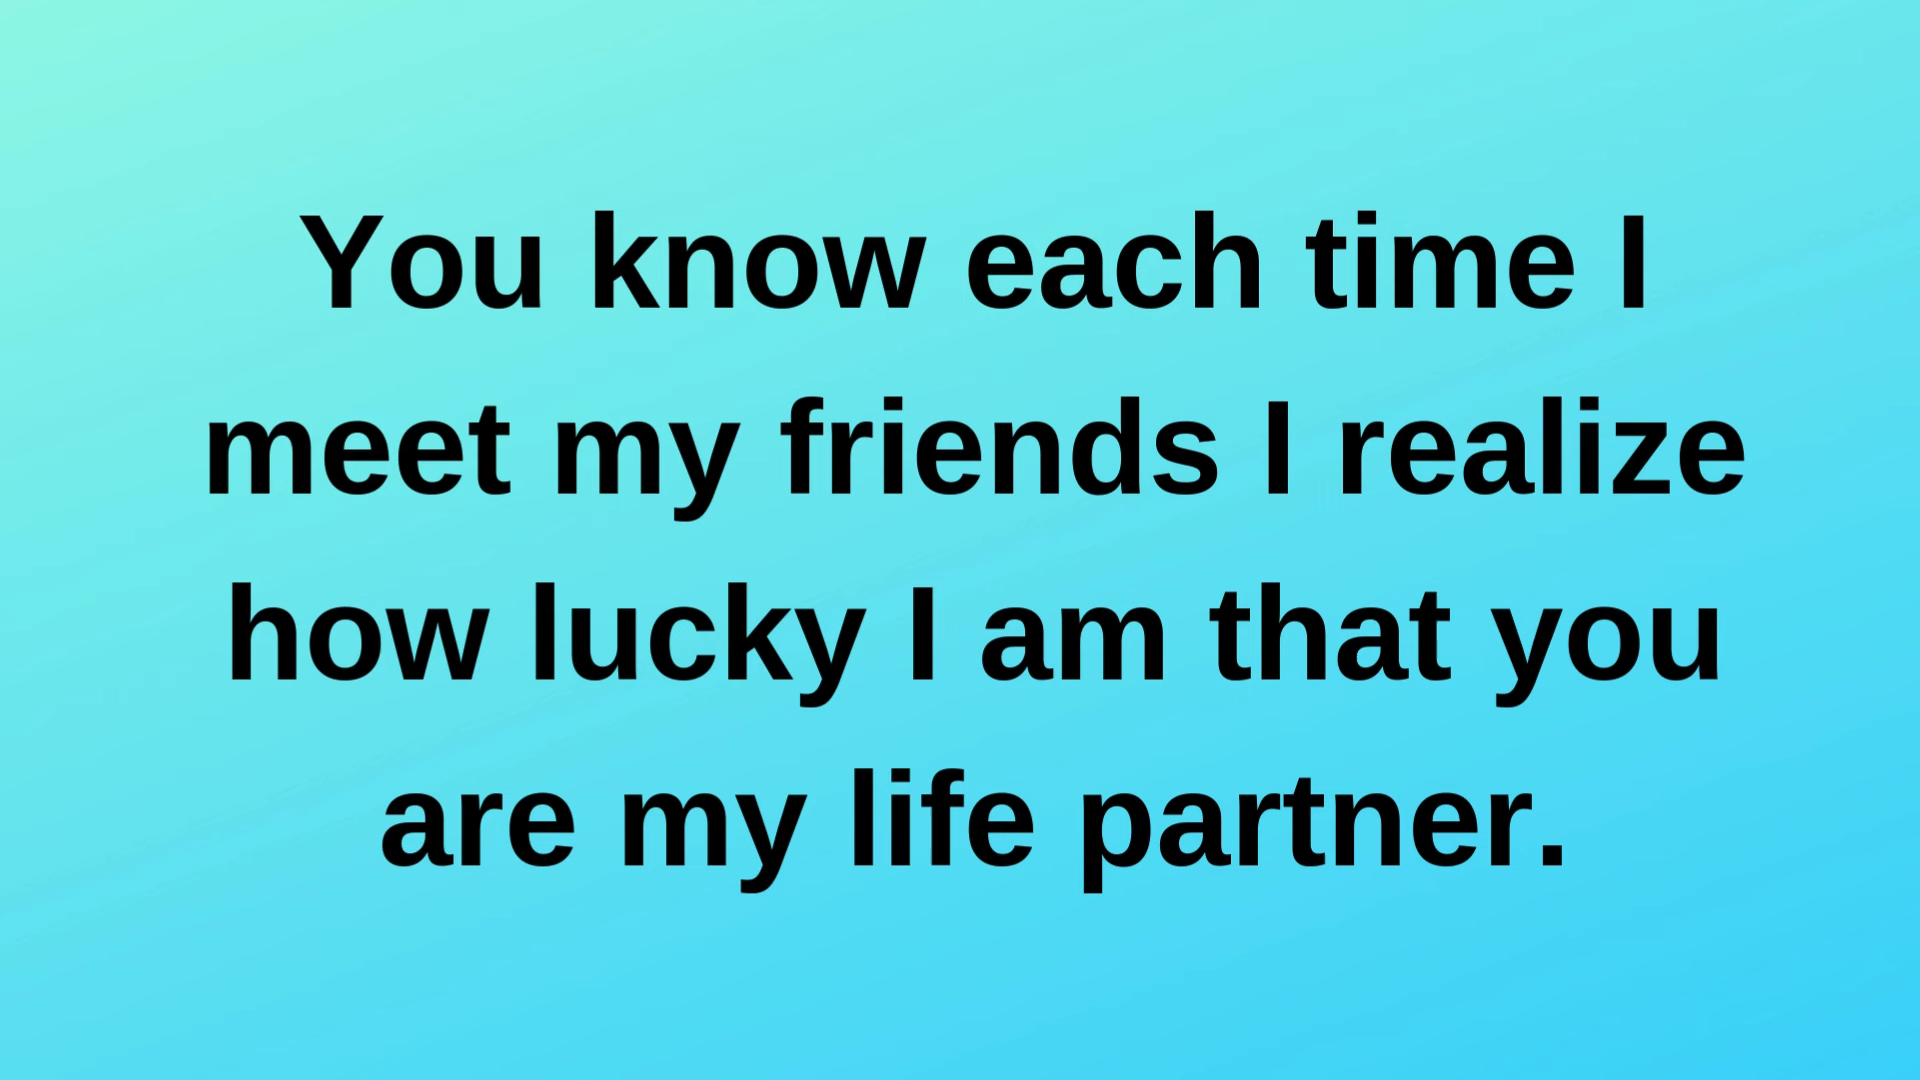 You know each time I
meet my friends I realize
how lucky I am that you
are my life partner.